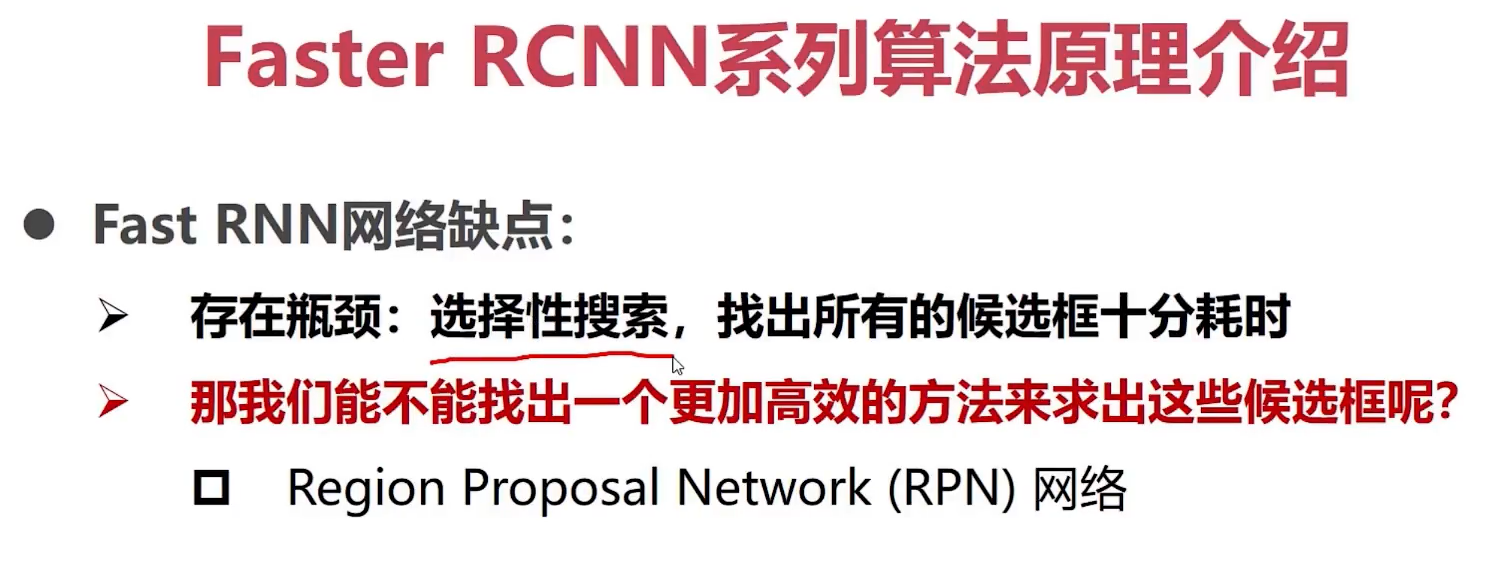 Faster RCNN系列算法原理介绍
Fast RNN网络缺点：
存在瓶颈：选择性搜索，找出所有的候选框十分耗时
那我们能不能找出一个更加高效的方法来求出这些候选框呢？
Region Proposal Network (RPN) 网络